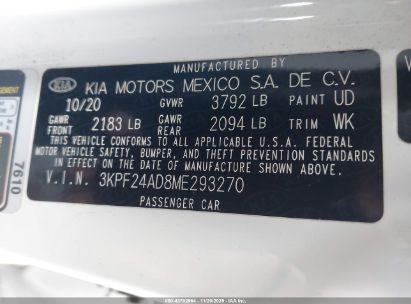 MANUFACTURED BY
KIA KIA MOTORS MEXICO S.A. DE C.V.
10/20 GVWR 3792 LB PAINT UD
GAWR FRONT 2183 LB GAWR REAR 2094 LB TRIM WK
THIS VEHICLE CONFORMS TO ALL APPLICABLE U.S.A. FEDERAL
MOTOR VEHICLE SAFETY, BUMPER, AND THEFT PREVENTION STANDARDS
IN EFFECT ON THE DATE OF MANUFACTURE SHOWN ABOVE.
V.I.N. 3KPF24AD8ME293270
PASSENGER CAR
7610